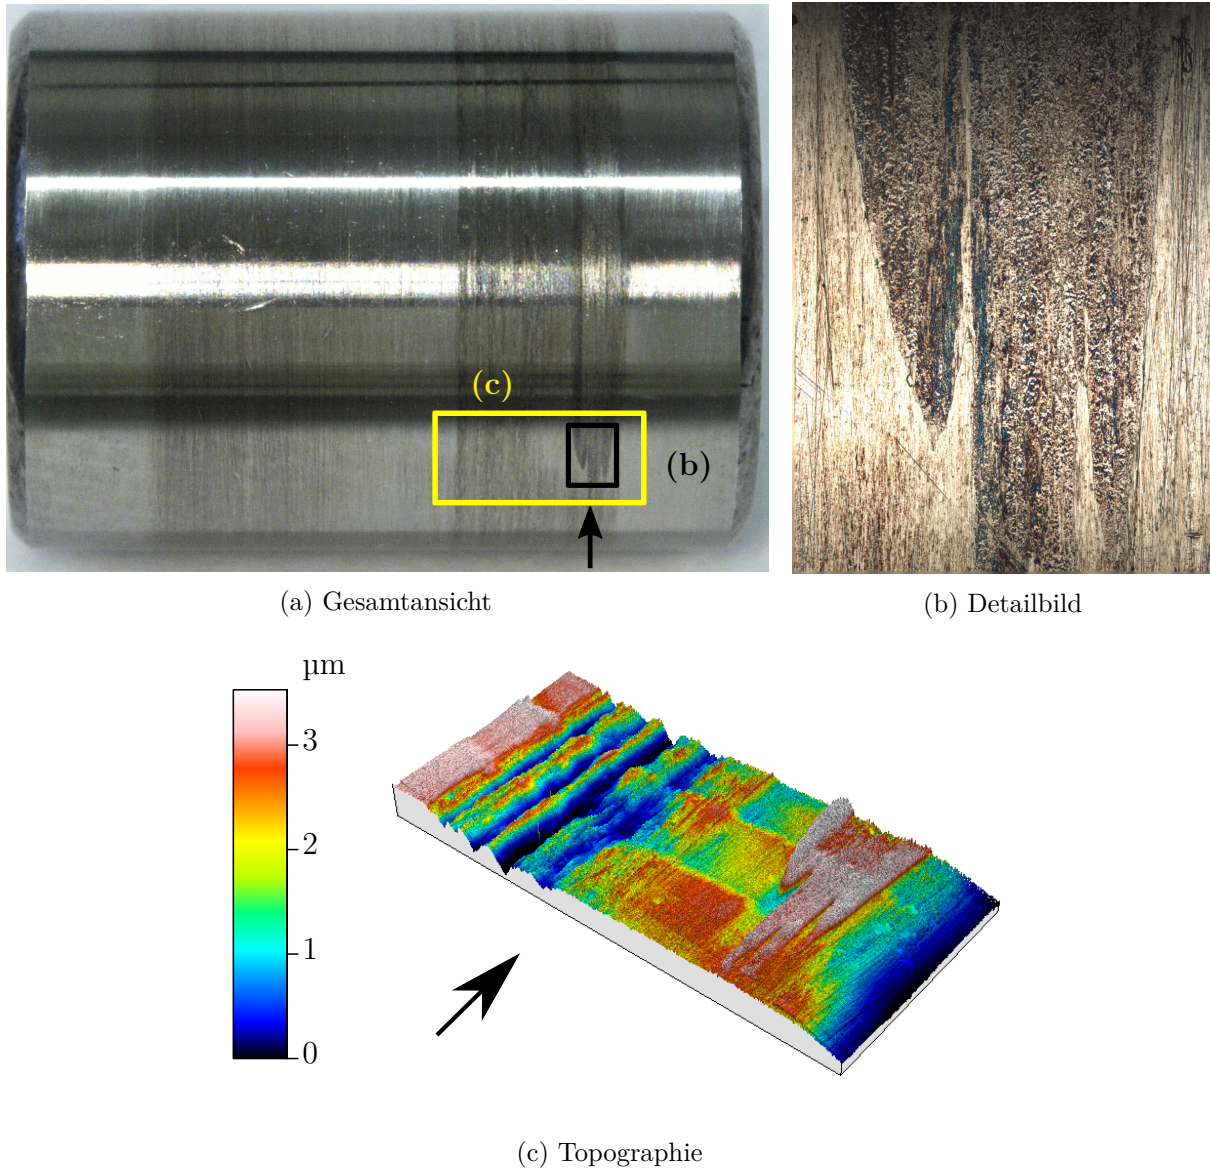 (c)
(b)
(a) Gesamtansicht
(b) Detailbild
µm
3
2
1
0
(c) Topographie